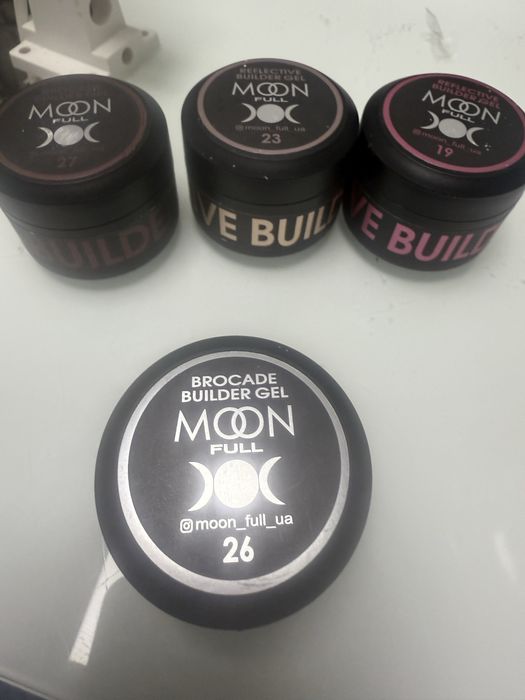 MOON
FULL
27
BUILDE
REFLECTIVE
BUILDER GEL
MOON
FULL
@moon_full_ua
23
VE BUIL
REFLECTIVE
BUILDER GEL
MOON
FULL
@moon_full_ua
19
VE BUILD
BROCADE
BUILDER GEL
MOON
FULL
@moon_full_ua
26